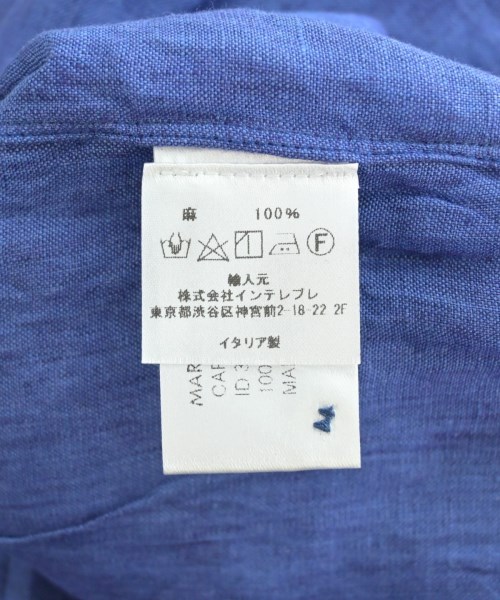 麻 100%
F
輸入元
株式会社インテレプレ
東京都渋谷区神宮前2-18-22 2F
イタリア製
MAR
CAR
ID 3
100
MA